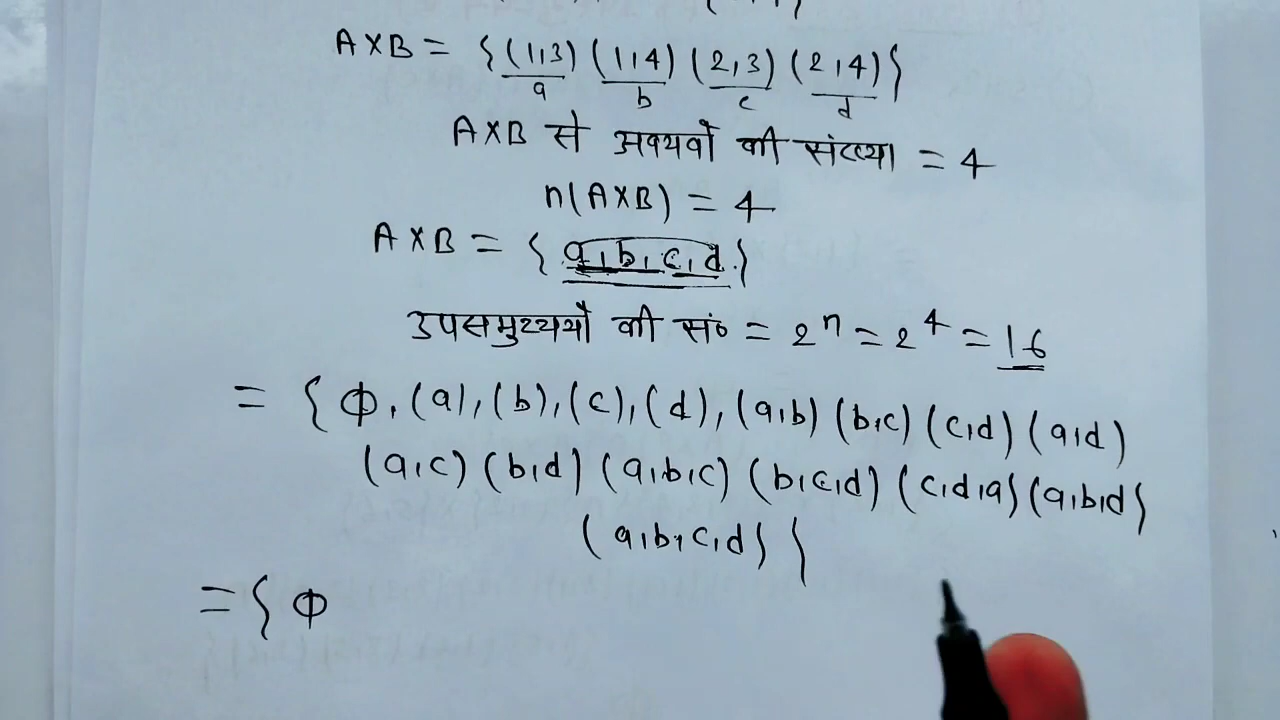 A×B = {(1,3) (1,4) (2,3) (2,4)}
a b c d
A×B से अवयवों की संख्या = 4
n(A×B) = 4
A×B = {a,b,c,d}
उपसमुच्चयों की सं० = 2ⁿ = 2⁴ = 16
= {Φ, (a), (b), (c), (d), (a,b) (b,c) (c,d) (a,d)
(a,c) (b,d) (a,b,c) (b,c,d) (c,d,a} (a,b,d}
(a,b,c,d} }
= { Φ